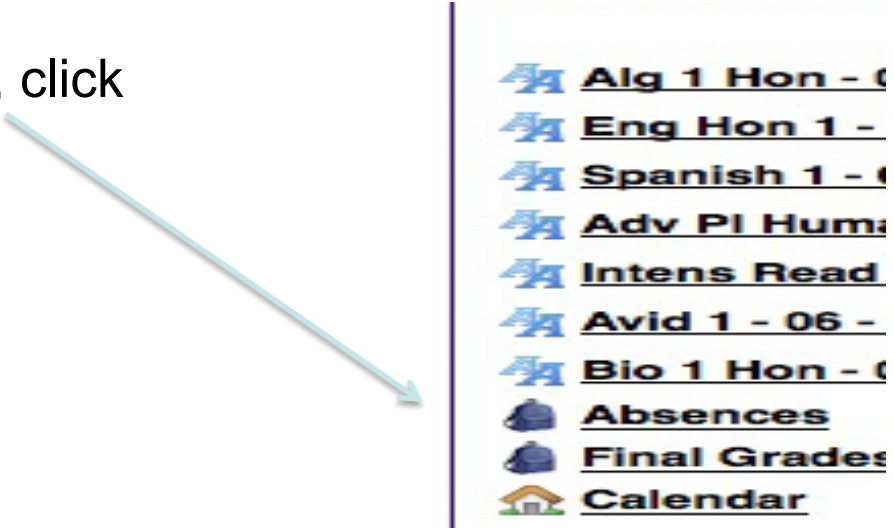 , click
Alg 1 Hon -
Eng Hon 1 -
Spanish 1 -
Adv Pl
Intens Read
Avid 1 - 06 -
Bio 1 Hon -
Absences
Final Grades
Calendar